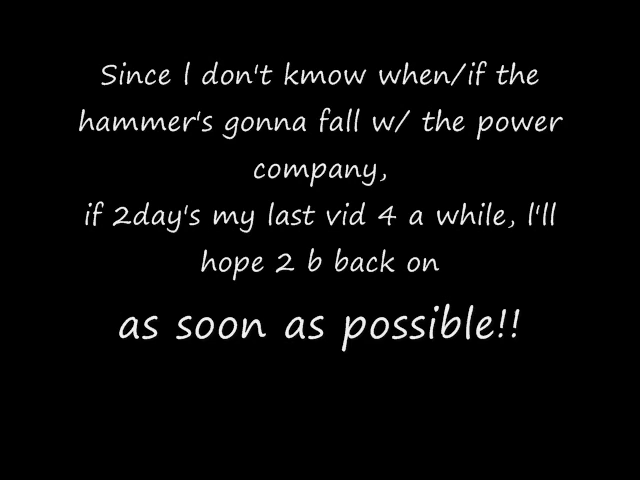 Since l don't kmow when/if the
hammer's gonna fall w/ the power
company,
if 2day's my last vid 4 a while, l'll
hope 2 b back on
as soon as possible!!